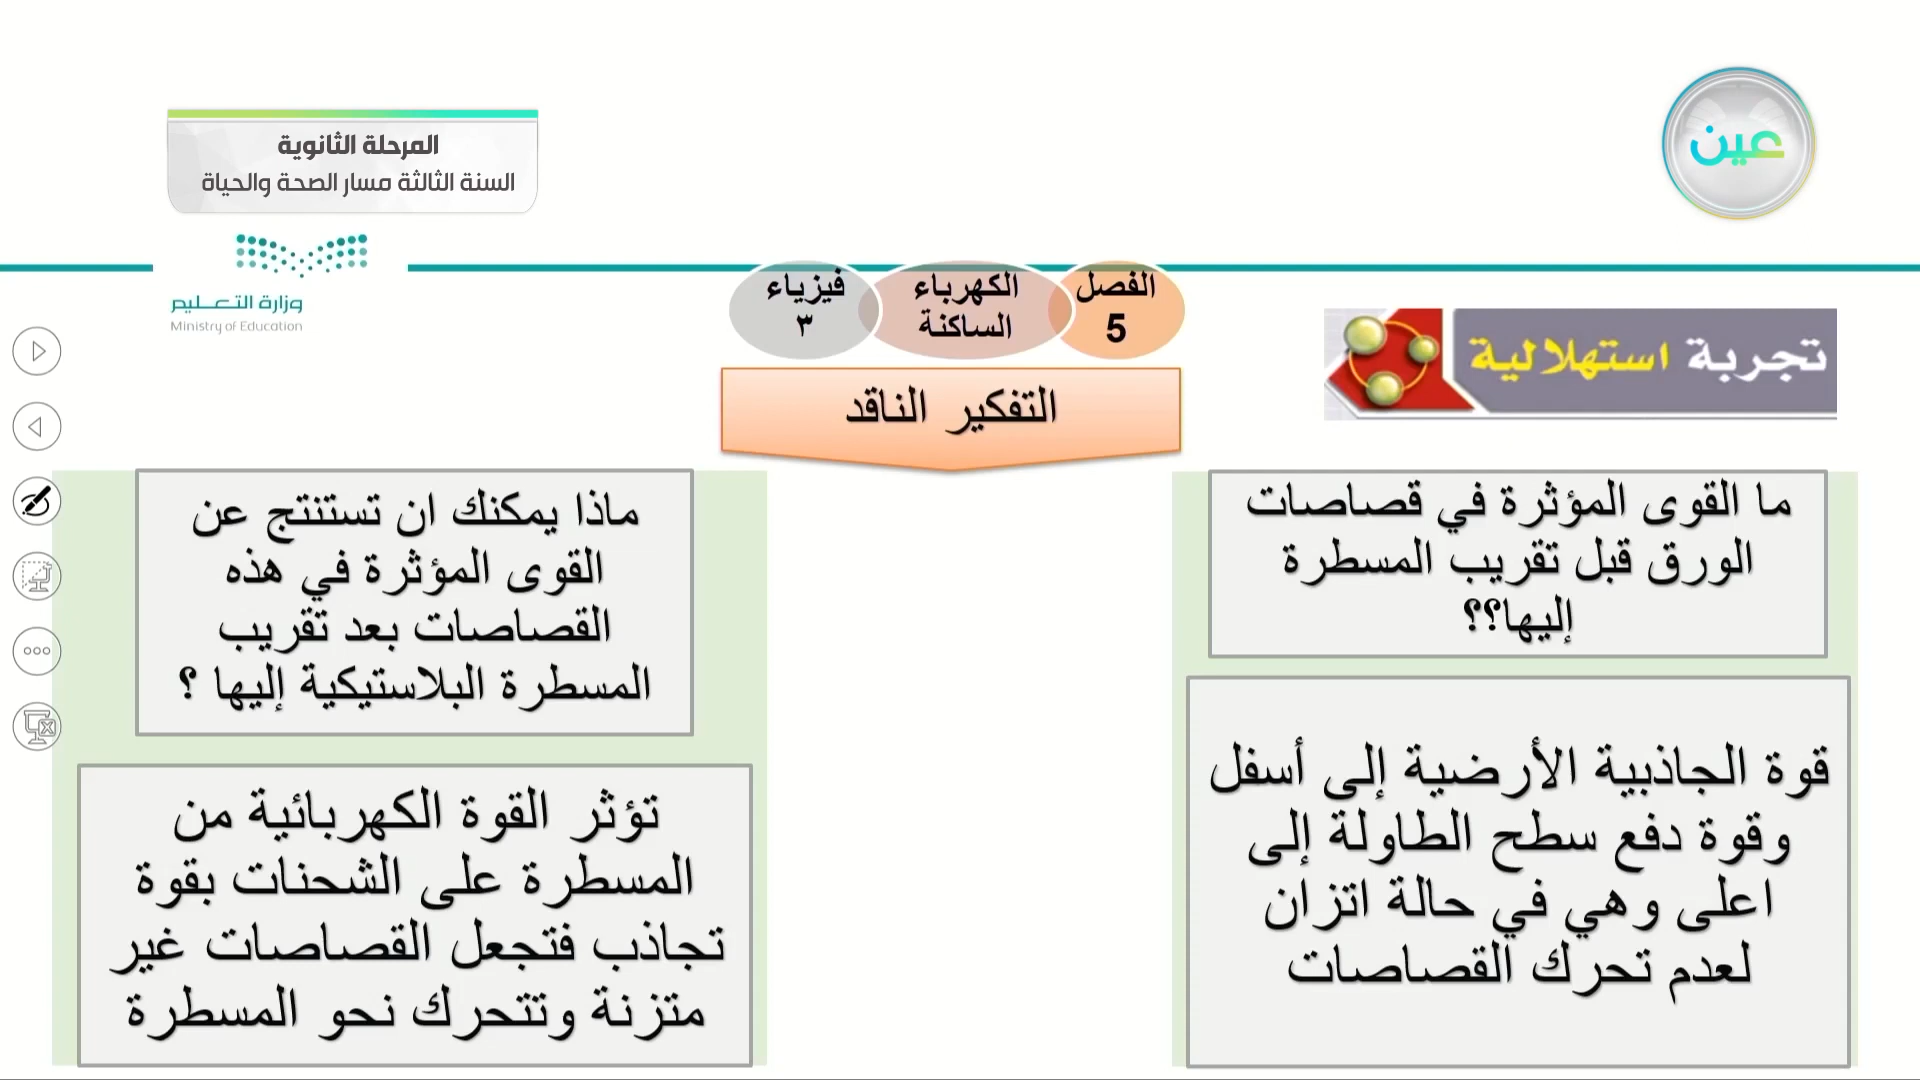 المرحلة الثانوية
السنة الثالثة مسار الصحة والحياة
عين
وزارة التعليم
Ministry of Education
الفصل
5
الكهرباء
الساكنة
فيزياء
٣
تجربة استهلالية
التفكير الناقد
ما القوى المؤثرة في قصاصات
الورق قبل تقريب المسطرة
إليها؟؟
قوة الجاذبية الأرضية إلى أسفل
وقوة دفع سطح الطاولة إلى
اعلى وهي في حالة اتزان
لعدم تحرك القصاصات
ماذا يمكنك ان تستنتج عن
القوى المؤثرة في هذه
القصاصات بعد تقريب
المسطرة البلاستيكية إليها ؟
تؤثر القوة الكهربائية من
المسطرة على الشحنات بقوة
تجاذب فتجعل القصاصات غير
متزنة وتتحرك نحو المسطرة